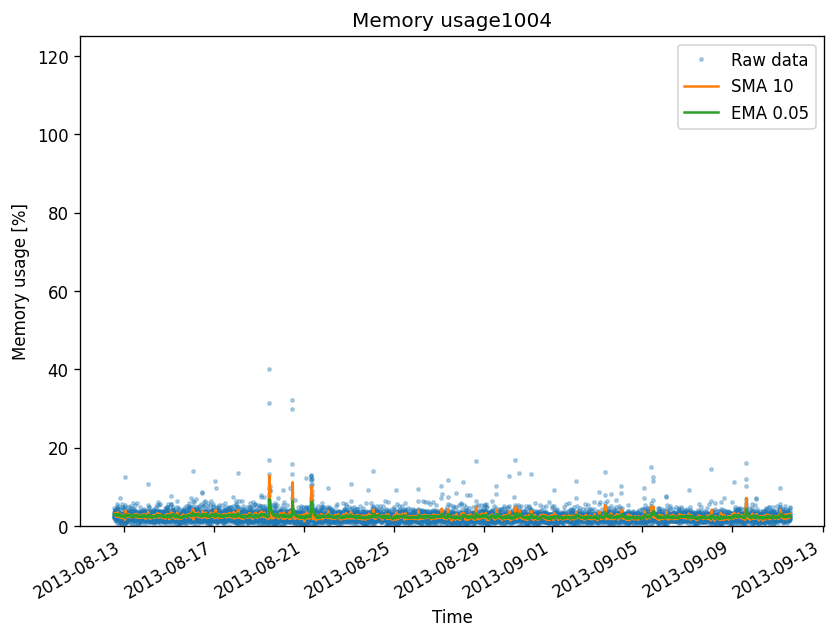 Memory usage1004
Raw data
SMA 10
EMA 0.05
Memory usage [%]
120
100
80
60
40
20
0
2013-08-13
2013-08-17
2013-08-21
2013-08-25
2013-08-29
2013-09-01
2013-09-05
2013-09-09
2013-09-13
Time